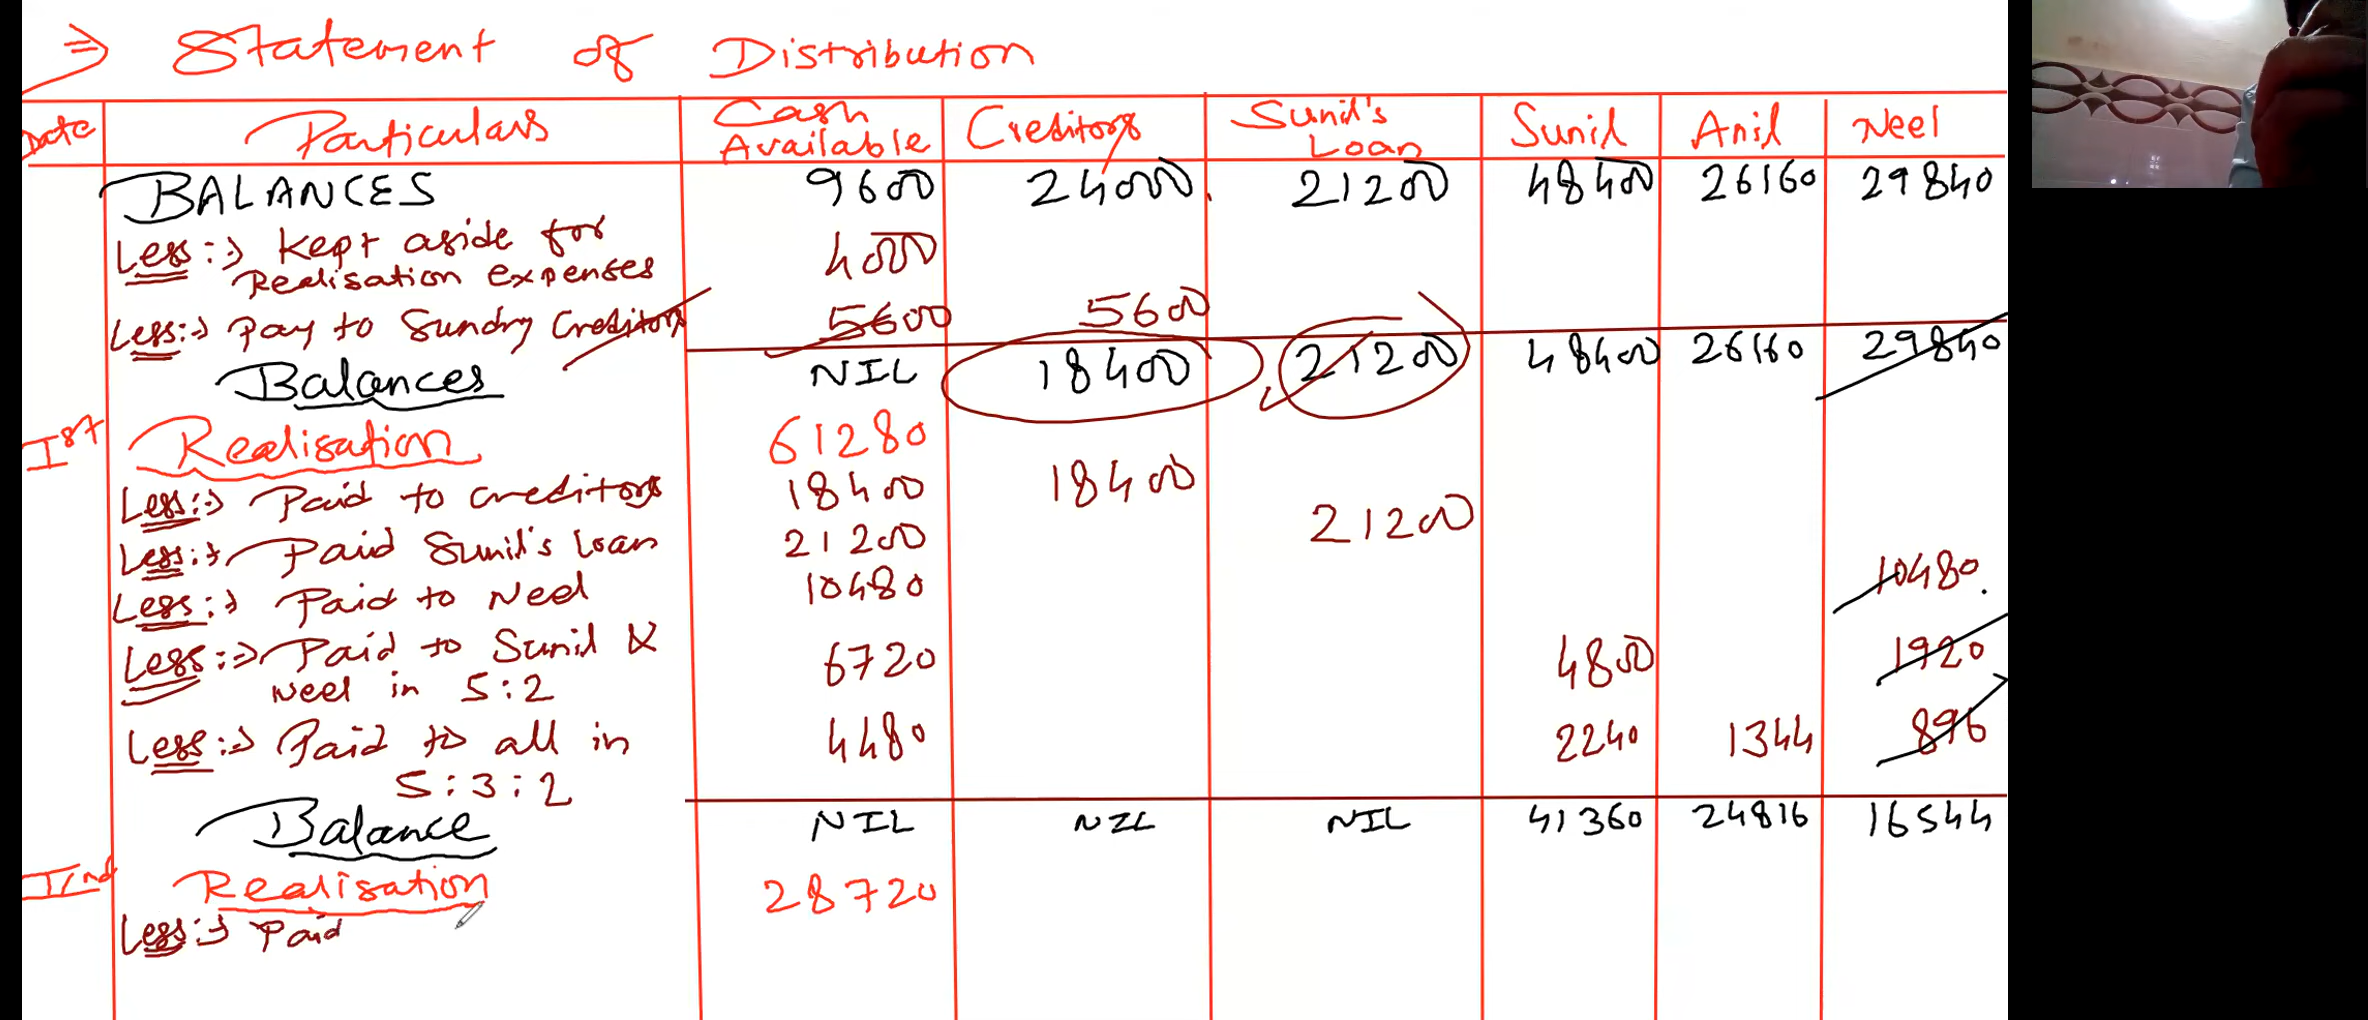 ⇒ Statement of Distribution
Date Particulars Cash Available Creditors Sunil's Loan Sunil Anil Neel
BALANCES 9600 24000 21200 48400 26160 29840
Less:→ Kept aside for 4000
Realisation expenses
Less:→ Pay to Sundry Creditors 5600 5600
Balances NIL 18400 21200 48400 26160 29840
Ist Realisation 61280
Less:→ Paid to creditors 18400 18400
Less:→ Paid Sunil's loan 21200 21200
Less:→ Paid to Neel 10480 10480
Less:→ Paid to Sunil & 6720 4800 1920
Neel in 5:2
Less:→ Paid to all in 4480 2240 1344 896
5:3:2
Balance NIL NIL NIL 41360 24816 16544
IInd Realisation 28720
Less:→ Paid